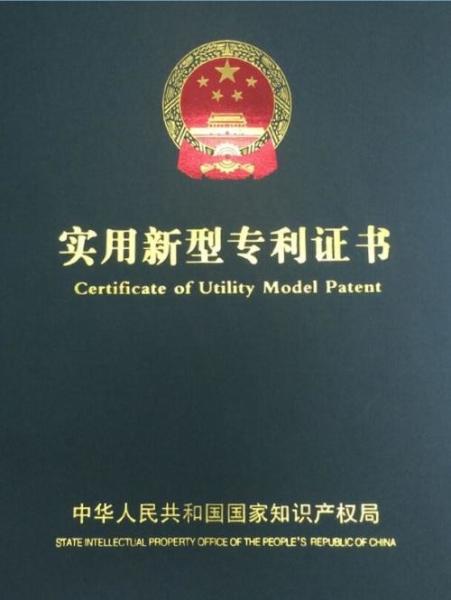 实用新型专利证书
Certificate of Utility Model Patent
中华人民共和国国家知识产权局
STATE INTELLECTUAL PROPERTY OFFICE OF THE PEOPLE'S REPUBLIC OF CHINA